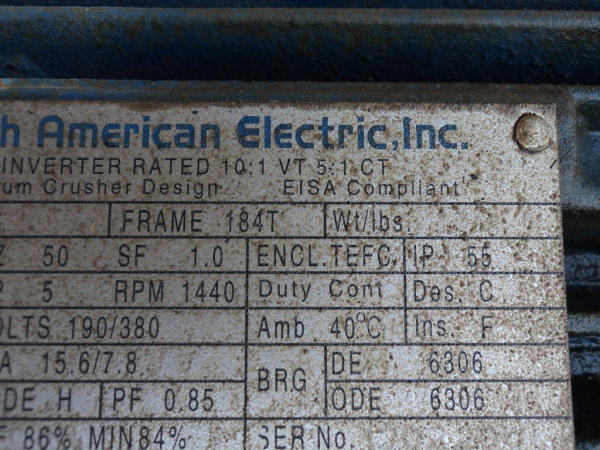 h American Electric, Inc.
INVERTER RATED 10:1 VT 5:1 CT
rum Crusher Design EISA Compliant
FRAME 184T Wt/lbs.
Z 50 SF 1.0 ENCL. TEFC. IP 55
P 5 RPM 1440 Duty Cont Des. C
OLTS 190/380 Amb 40°C Ins. F
A 15.6/7.8 BRG DE 6306
DE H PF 0.85 ODE 6306
F 86% MIN 84% SER No.